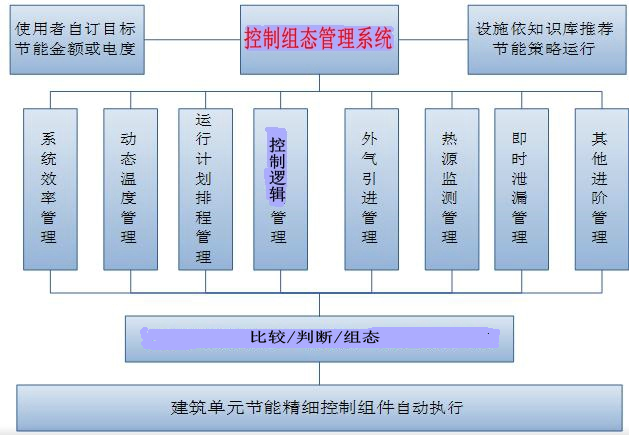 使用者自订目标
节能金额或电度
控制组态管理系统
设施依知识库推荐
节能策略运行
系统效率管理
动态温度管理
运行计划排程管理
控制逻辑管理
外气引进管理
热源监测管理
即时泄漏管理
其他进阶管理
比较/判断/组态
建筑单元节能精细控制组件自动执行